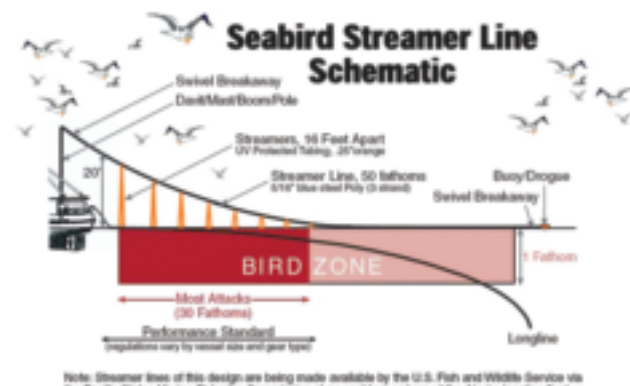 Seabird Streamer Line
Schematic
Swivel Breakaway
Davit/Mast/Boom/Pole
Streamers, 16 Feet Apart
UV Protected Tubing, .25"orange
20'
Streamer Line, 50 fathoms
5/16" blue steel Poly (3 strand)
Buoy/Drogue
Swivel Breakaway
BIRD ZONE
1 Fathom
Most Attacks
(30 Fathoms)
Performance Standard
(regulations vary by vessel size and gear type)
Longline
Note: Streamer lines of this design are being made available by the U.S. Fish and Wildlife Service via